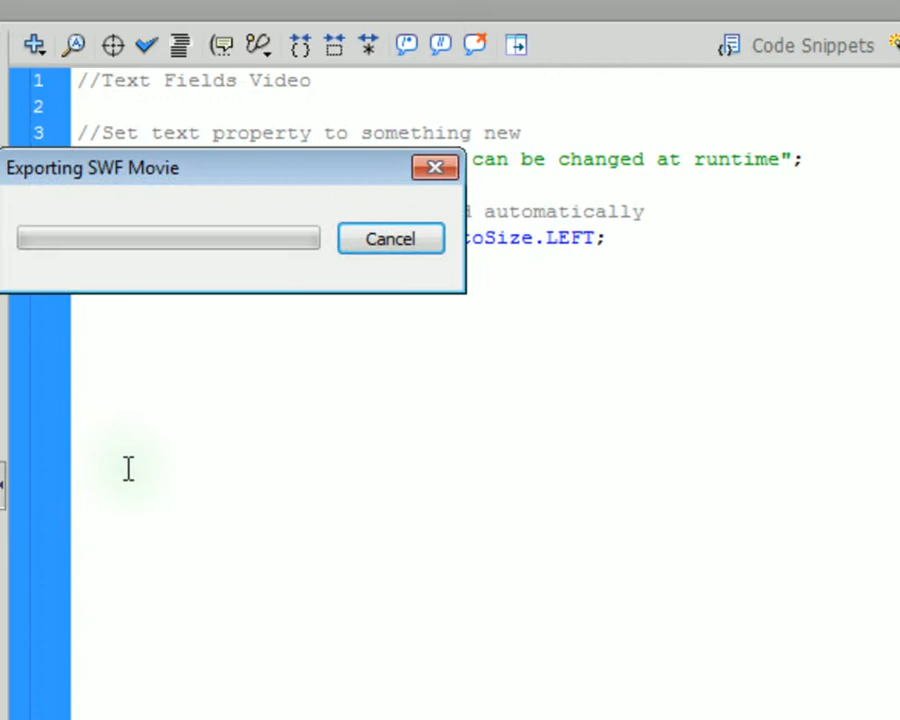 Code Snippets
1 //Text Fields Video
2
3 //Set text property to something new
can be changed at runtime";
automatically
oSize.LEFT;
Exporting SWF Movie
Cancel